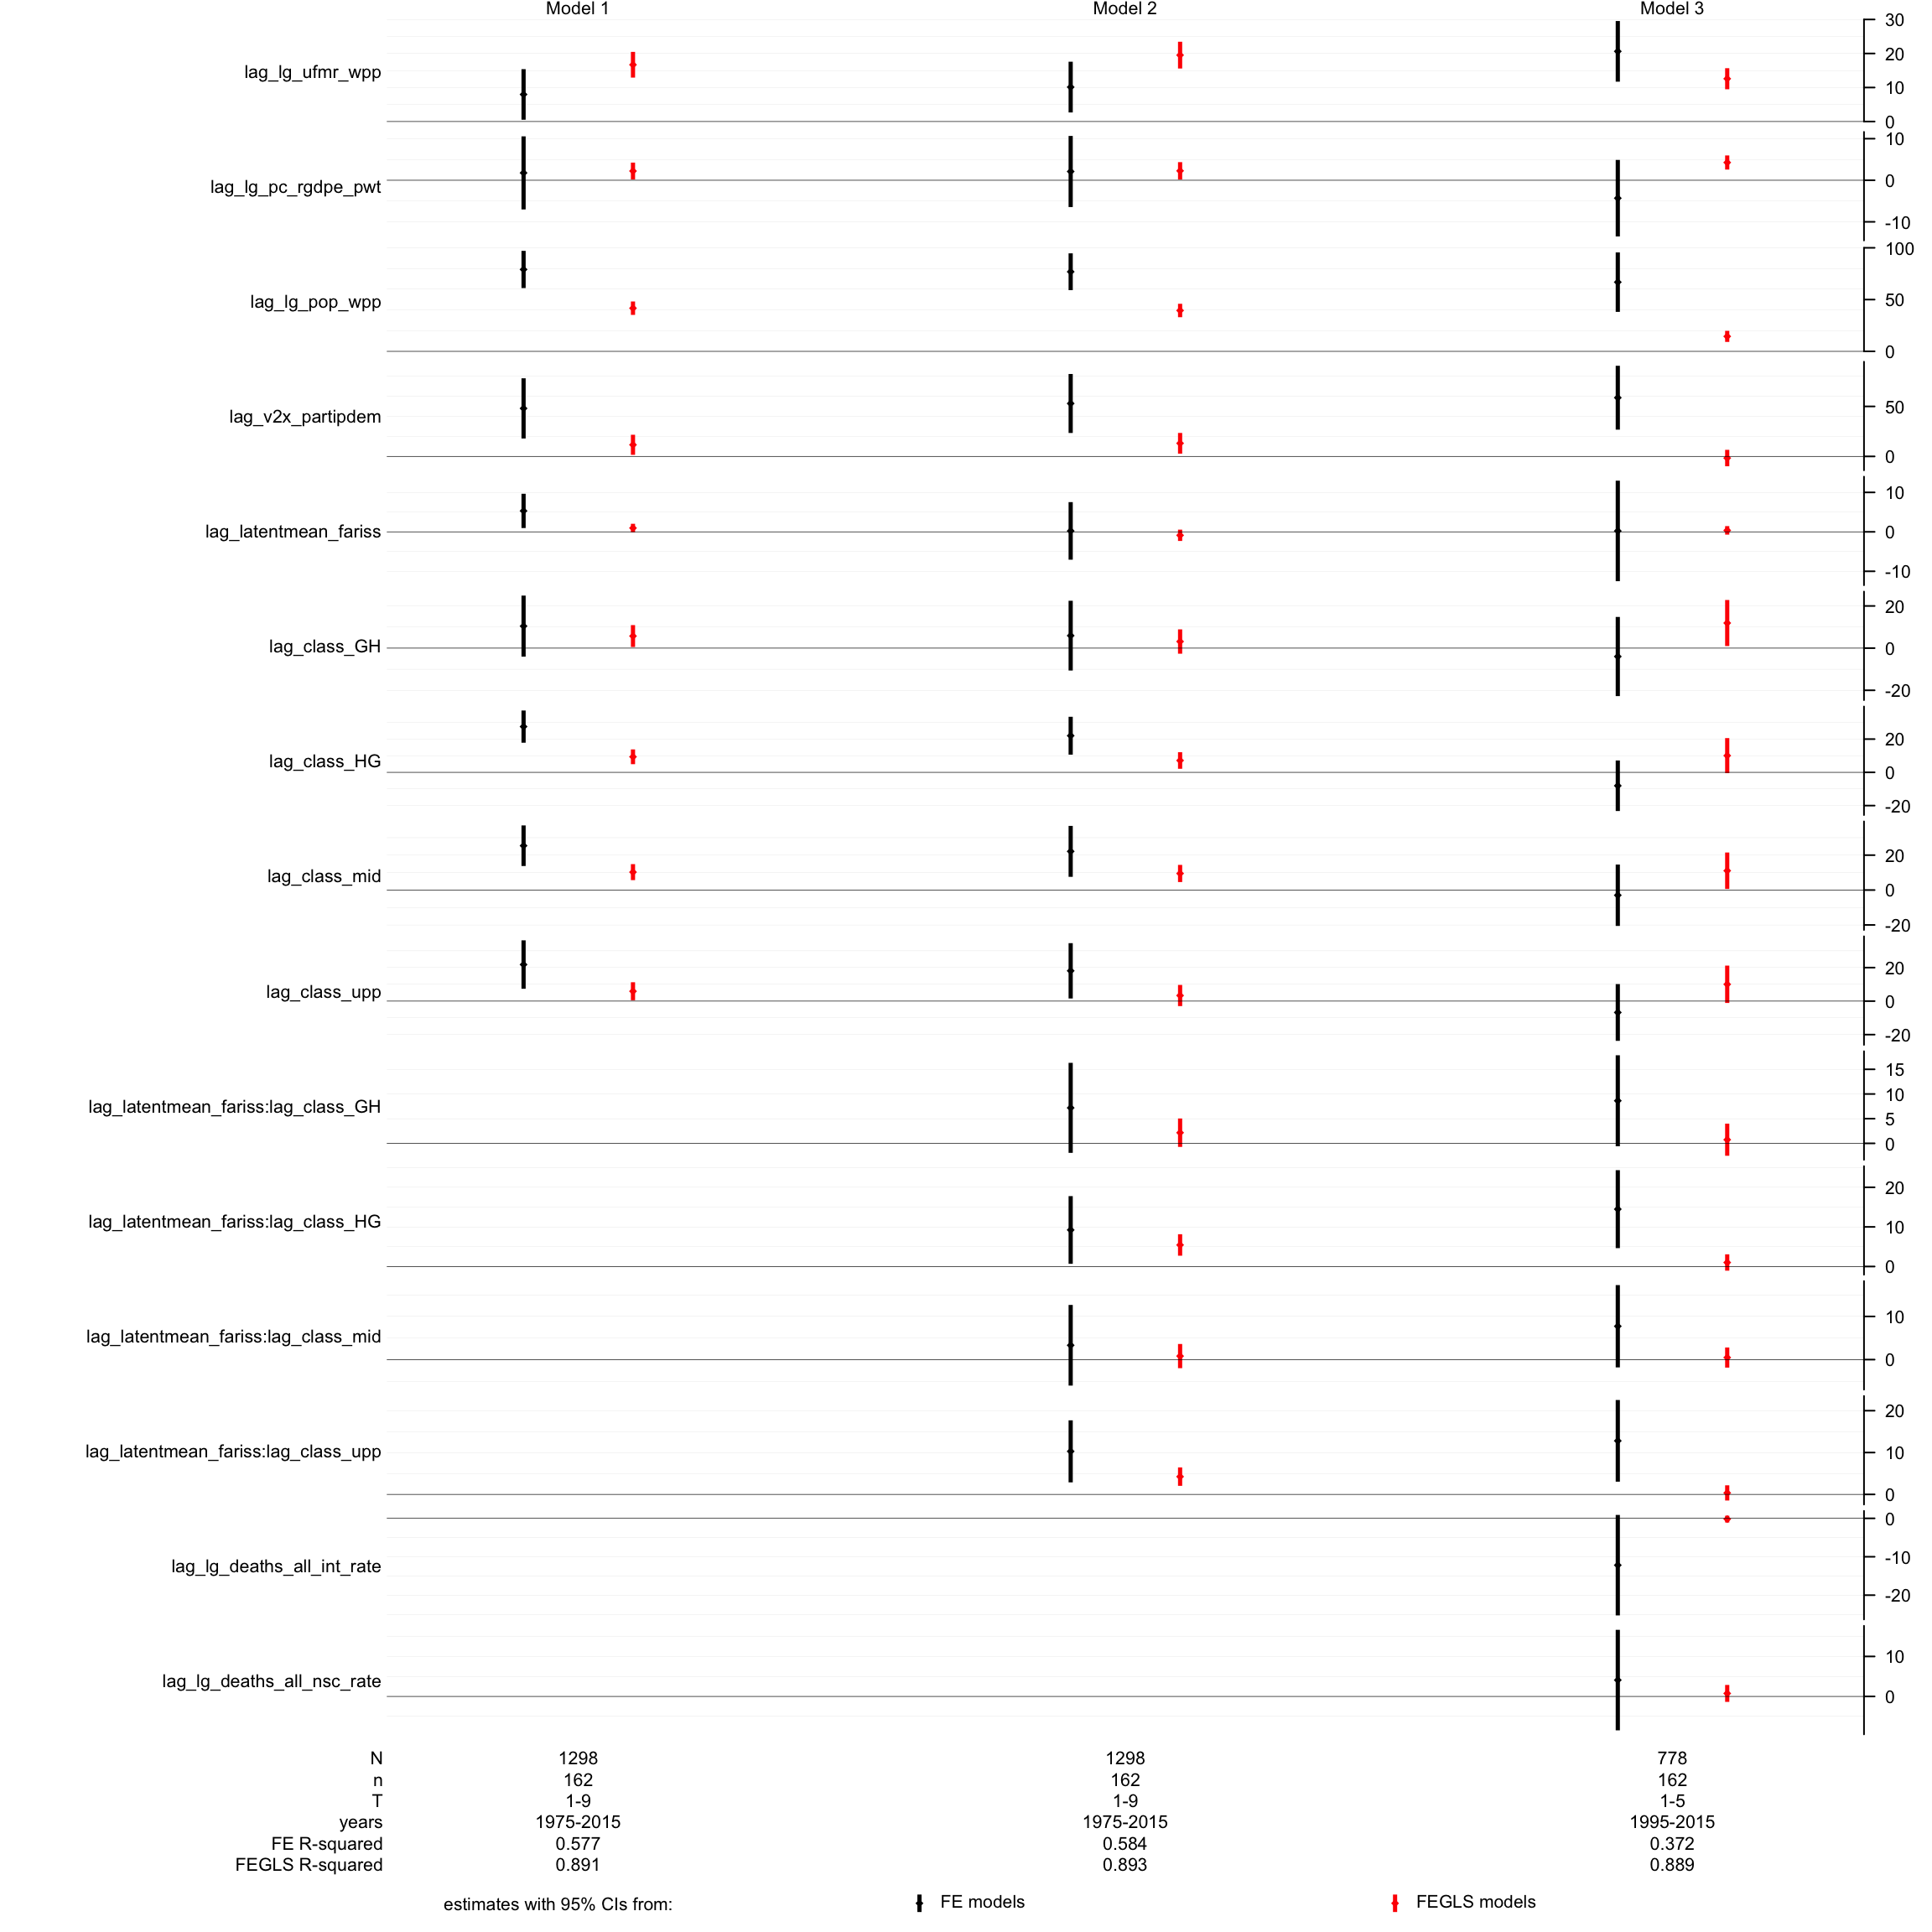 Model 1 Model 2 Model 3
lag_lg_ufmr_wpp
30
20
10
0
lag_lg_pc_rgdpe_pwt
10
0
-10
lag_lg_pop_wpp
100
50
0
lag_v2x_partipdem
50
0
lag_latentmean_fariss
10
0
-10
lag_class_GH
20
0
-20
lag_class_HG
20
0
-20
lag_class_mid
20
0
-20
lag_class_upp
20
0
-20
lag_latentmean_fariss:lag_class_GH
15
10
5
0
lag_latentmean_fariss:lag_class_HG
20
10
0
lag_latentmean_fariss:lag_class_mid
10
0
lag_latentmean_fariss:lag_class_upp
20
10
0
lag_lg_deaths_all_int_rate
0
-10
-20
lag_lg_deaths_all_nsc_rate
10
0
N 1298 1298 778
n 162 162 162
T 1-9 1-9 1-5
years 1975-2015 1975-2015 1995-2015
FE R-squared 0.577 0.584 0.372
FEGLS R-squared 0.891 0.893 0.889
estimates with 95% CIs from: FE models FEGLS models